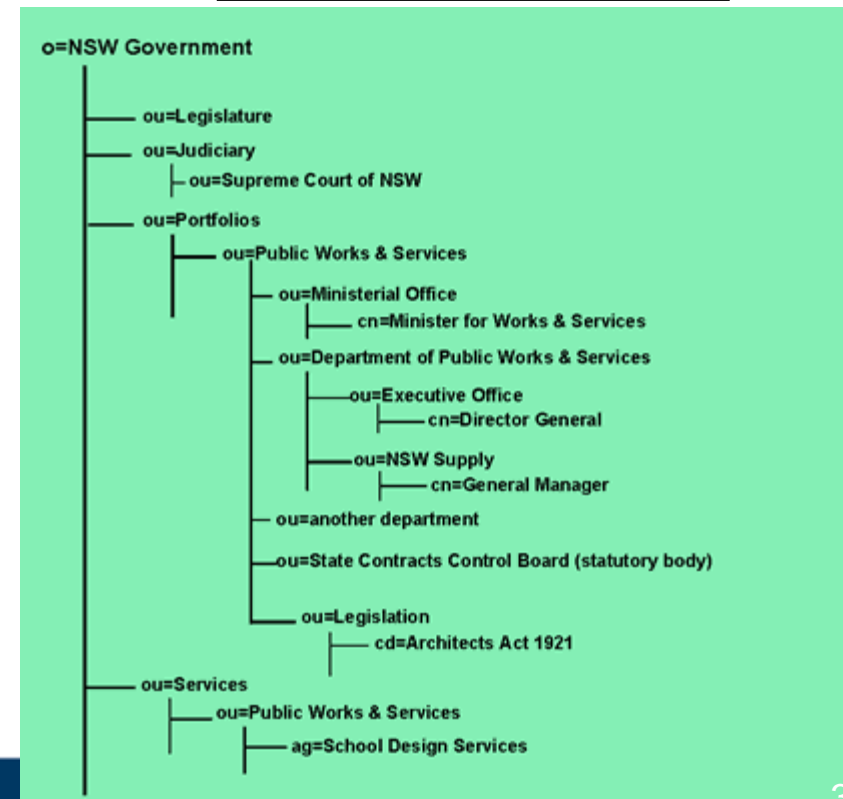 o=NSW Government
ou=Legislature
ou=Judiciary
ou=Supreme Court of NSW
ou=Portfolios
ou=Public Works & Services
ou=Ministerial Office
cn=Minister for Works & Services
ou=Department of Public Works & Services
ou=Executive Office
cn=Director General
ou=NSW Supply
cn=General Manager
ou=another department
ou=State Contracts Control Board (statutory body)
ou=Legislation
cd=Architects Act 1921
ou=Services
ou=Public Works & Services
ag=School Design Services